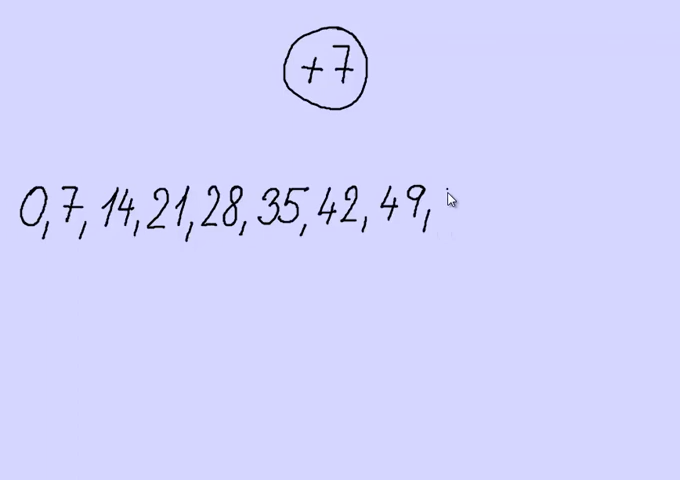 +7
0, 7, 14, 21, 28, 35, 42, 49,